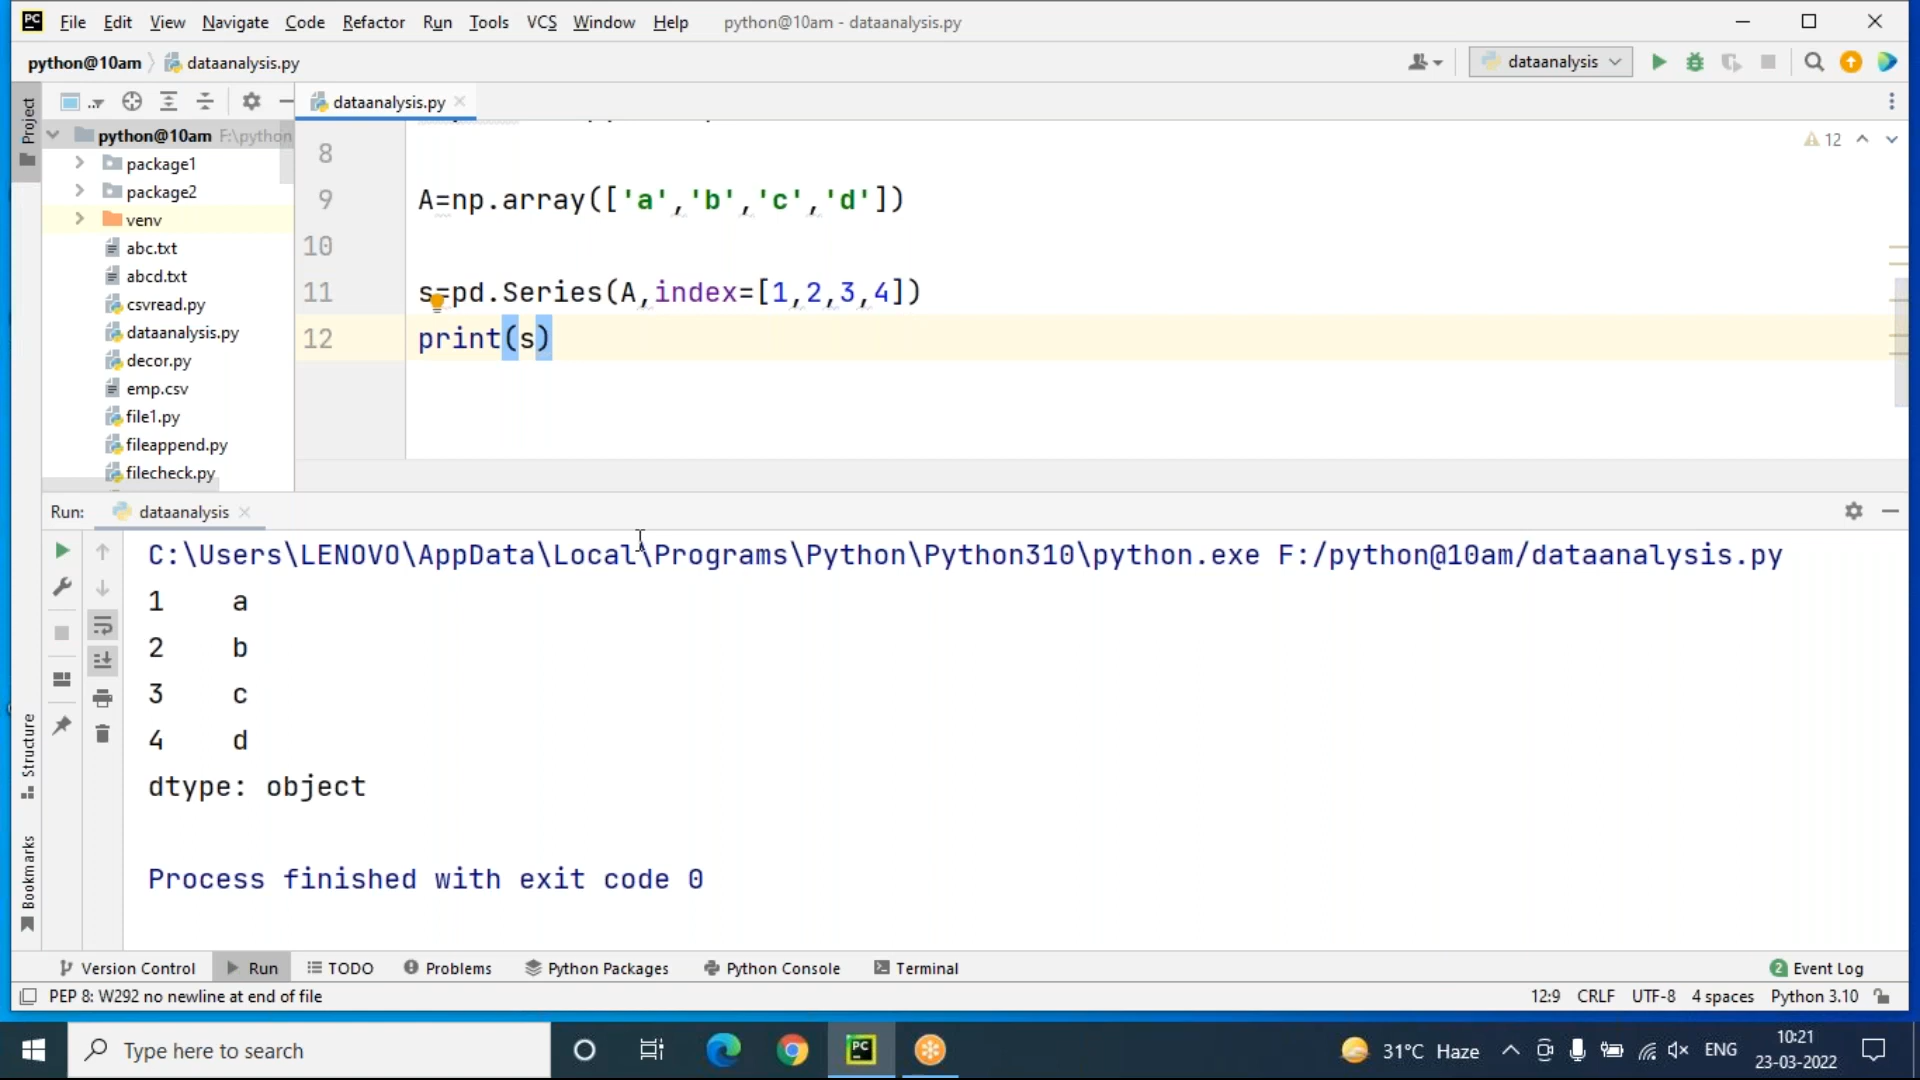 PC File Edit View Navigate Code Refactor Run Tools VCS Window Help python@10am - dataanalysis.py
python@10am dataanalysis.py
dataanalysis
Project
dataanalysis.py
python@10am F:\python
package1
package2
venv
abc.txt
abcd.txt
csvread.py
dataanalysis.py
decor.py
emp.csv
file1.py
fileappend.py
filecheck.py
12
8
9 A=np.array(['a','b','c','d'])
10
11 s=pd.Series(A,index=[1,2,3,4])
12 print(s)
Run: dataanalysis
C:\Users\LENOVO\AppData\Local\Programs\Python\Python310\python.exe F:/python@10am/dataanalysis.py
1 a
2 b
3 c
4 d
dtype: object
Process finished with exit code 0
Structure
Bookmarks
Version Control Run TODO Problems Python Packages Python Console Terminal 2 Event Log
PEP 8: W292 no newline at end of file 12:9 CRLF UTF-8 4 spaces Python 3.10
Type here to search
PC
31°C Haze
ENG
10:21
23-03-2022